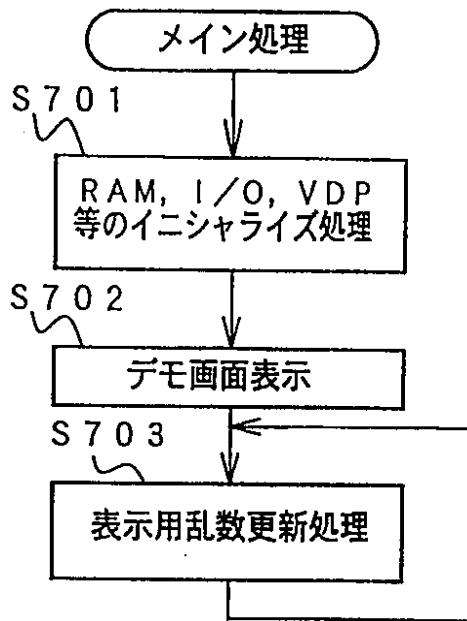 メイン処理
S701
RAM, I/O, VDP
等のイニシャライズ処理
S702
デモ画面表示
S703
表示用乱数更新処理